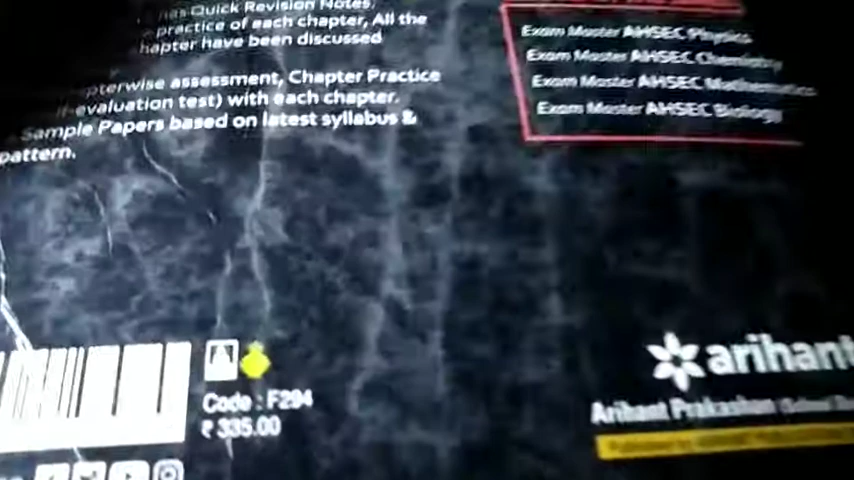 has Quick Revision Notes.
practice of each chapter, All the
hapter have been discussed
pterwise assessment, Chapter Practice
f-evaluation test) with each chapter.
Sample Papers based on latest syllabus &
pattern.
Exam Master AHSEC Physics
Exam Master AHSEC Chemistry
Exam Master AHSEC Mathematics
Exam Master AHSEC Biology
Code : F294
₹ 335.00
arihant
Arihant Prakashan